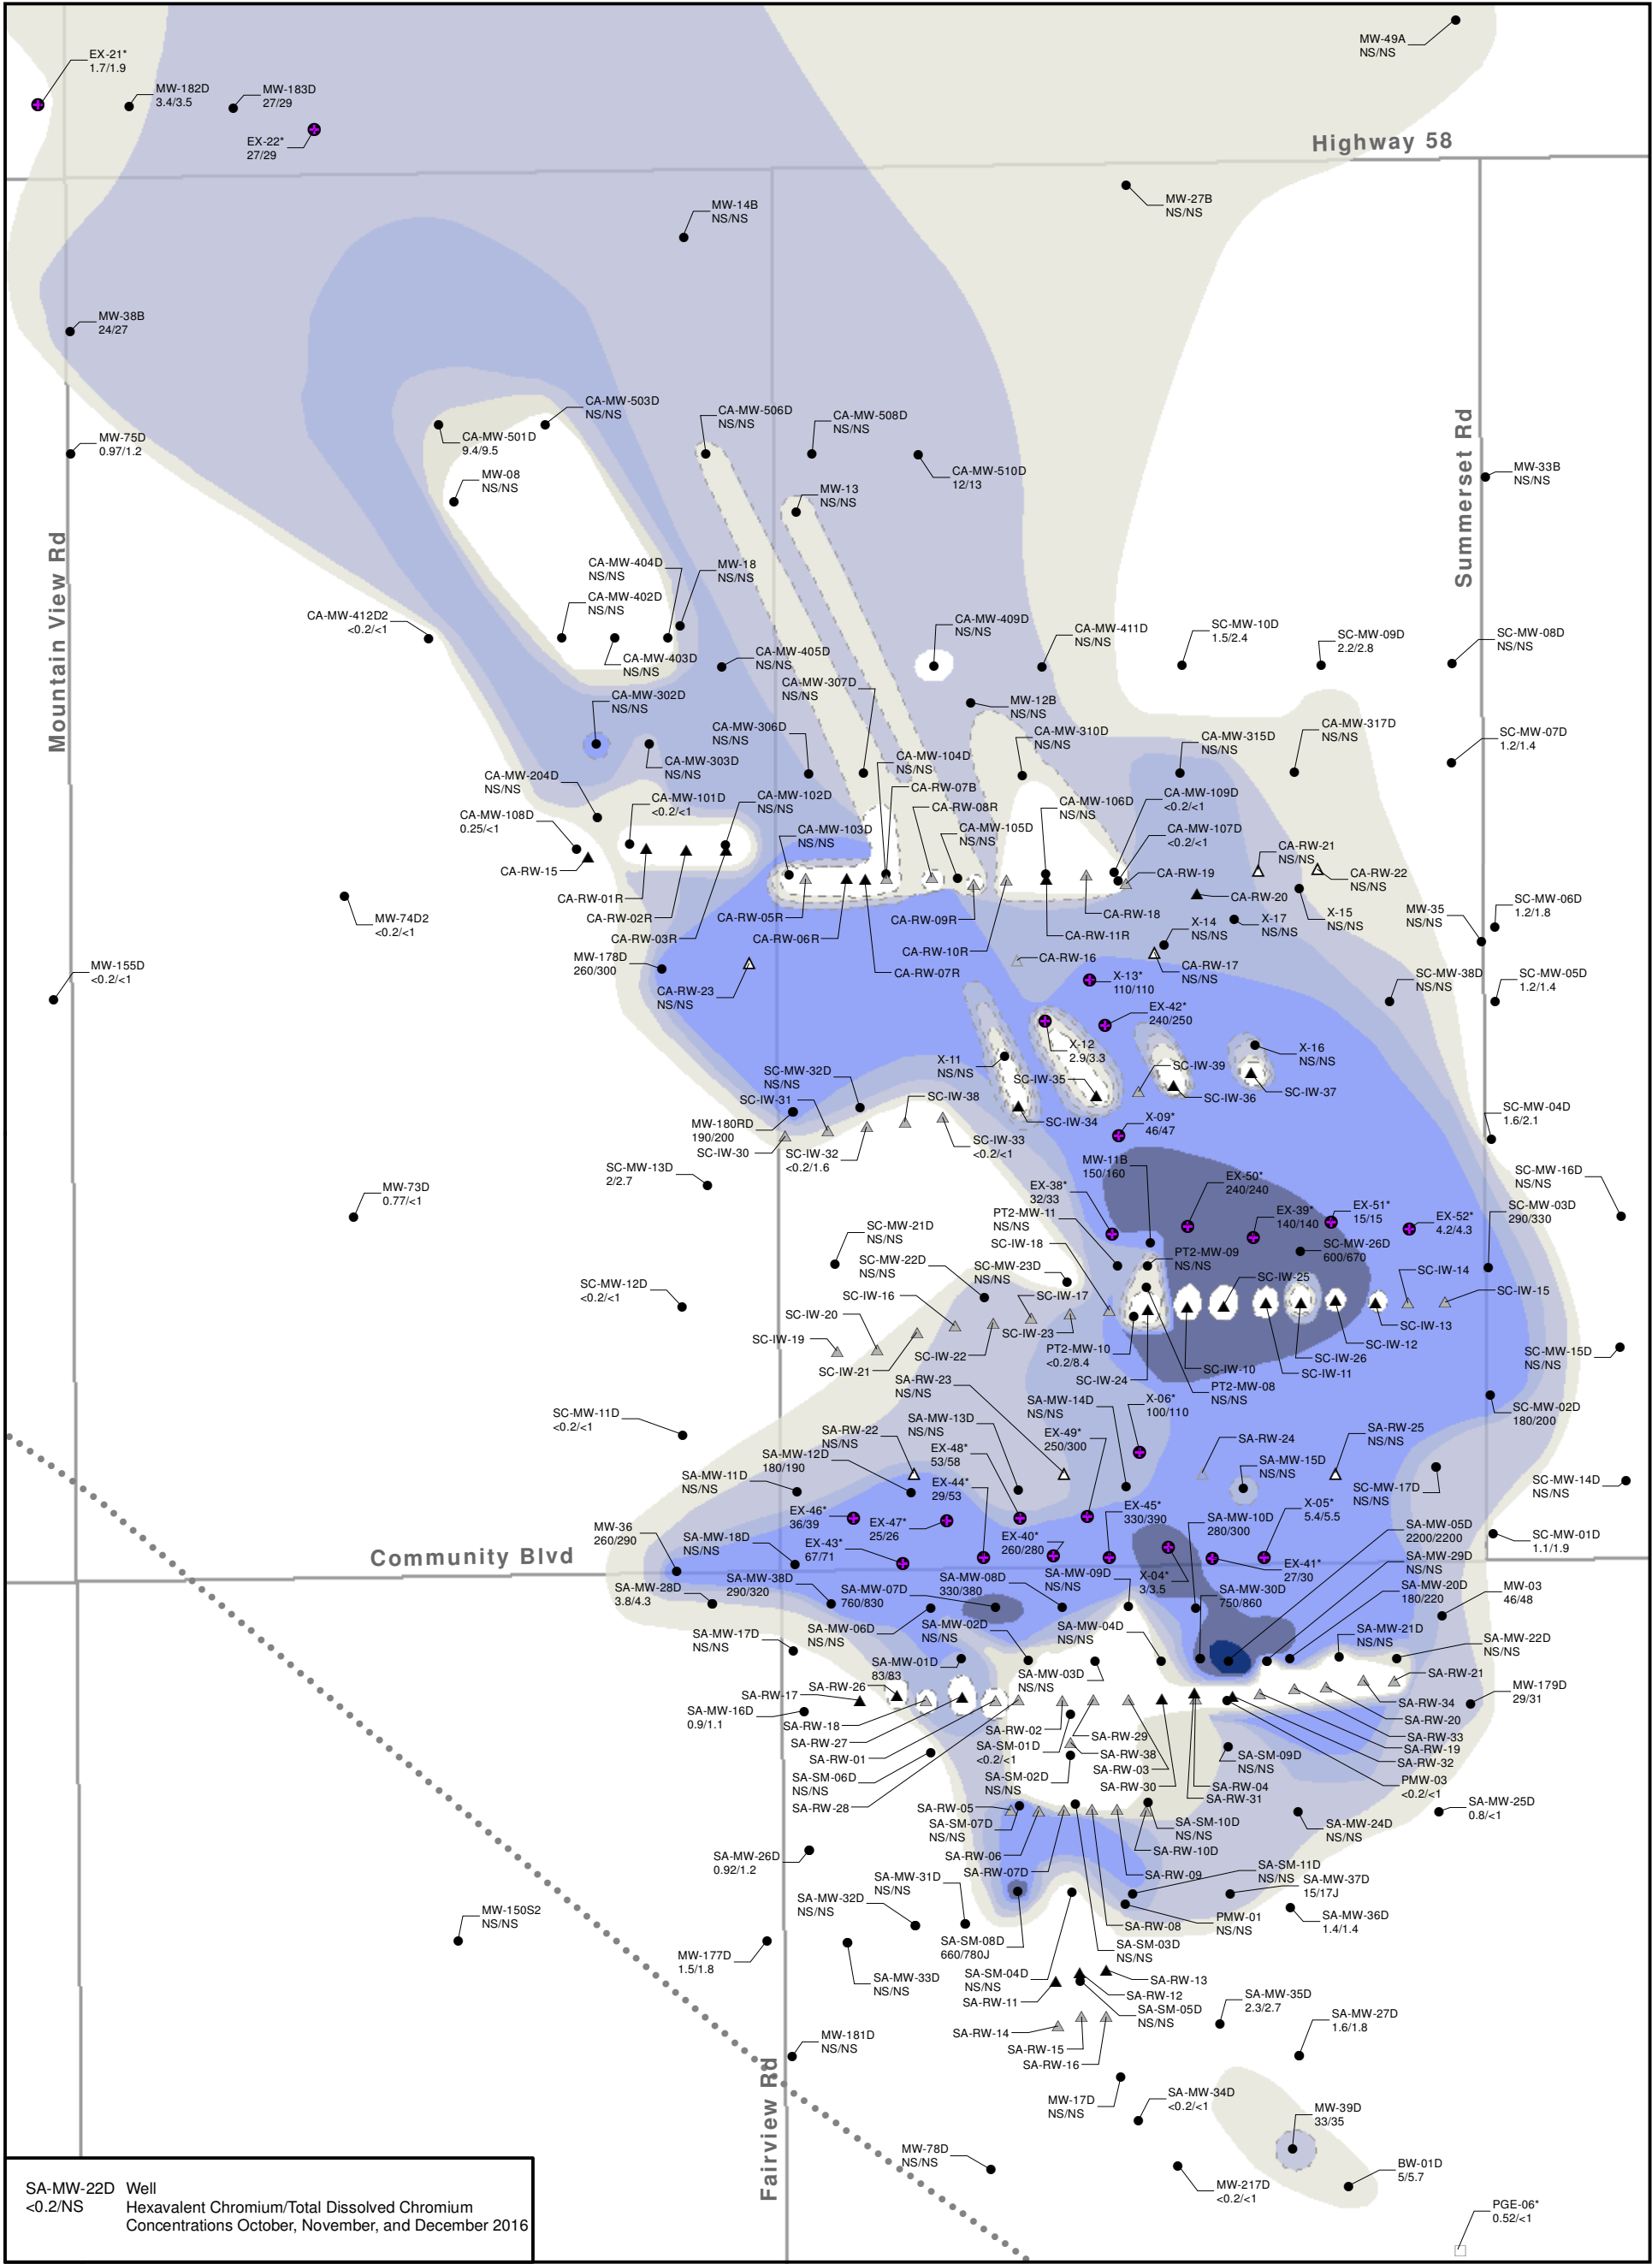 MW-49A
NS/NS
EX-21*
1.7/1.9
MW-182D
3.4/3.5
MW-183D
27/29
EX-22*
27/29
Highway 58
MW-27B
NS/NS
MW-14B
NS/NS
MW-38B
24/27
CA-MW-503D
NS/NS
CA-MW-506D
NS/NS
CA-MW-508D
NS/NS
MW-75D
0.97/1.2
CA-MW-501D
9.4/9.5
CA-MW-510D
12/13
MW-33B
NS/NS
MW-08
NS/NS
MW-13
NS/NS
Summerset Rd
Mountain View Rd
CA-MW-404D
NS/NS
MW-18
NS/NS
CA-MW-402D
NS/NS
CA-MW-412D2
<0.2/<1
CA-MW-409D
NS/NS
CA-MW-411D
NS/NS
SC-MW-10D
1.5/2.4
SC-MW-09D
2.2/2.8
SC-MW-08D
NS/NS
CA-MW-403D
NS/NS
CA-MW-405D
NS/NS
CA-MW-307D
NS/NS
CA-MW-302D
NS/NS
MW-12B
NS/NS
CA-MW-306D
NS/NS
CA-MW-310D
NS/NS
CA-MW-315D
NS/NS
CA-MW-317D
NS/NS
SC-MW-07D
1.2/1.4
CA-MW-303D
NS/NS
CA-MW-104D
NS/NS
CA-MW-204D
NS/NS
CA-RW-07B
CA-MW-101D
<0.2/<1
CA-MW-102D
NS/NS
CA-RW-08R
CA-MW-106D
NS/NS
CA-MW-109D
<0.2/<1
CA-MW-108D
0.25/<1
CA-MW-103D
NS/NS
CA-MW-105D
NS/NS
CA-MW-107D
<0.2/<1
CA-RW-21
NS/NS
CA-RW-15
CA-RW-19
CA-RW-22
NS/NS
CA-RW-01R
CA-RW-20
CA-RW-02R
CA-RW-05R
CA-RW-09R
CA-RW-18
X-17
NS/NS
X-15
NS/NS
SC-MW-06D
1.2/1.8
MW-35
NS/NS
MW-74D2
<0.2/<1
CA-RW-03R
CA-RW-06R
CA-RW-10R
CA-RW-11R
X-14
NS/NS
MW-178D
260/300
CA-RW-07R
CA-RW-16
CA-RW-17
NS/NS
MW-155D
<0.2/<1
CA-RW-23
NS/NS
X-13*
110/110
SC-MW-38D
NS/NS
SC-MW-05D
1.2/1.4
EX-42*
240/250
X-12
2.9/3.3
X-11
NS/NS
X-16
NS/NS
SC-MW-32D
NS/NS
SC-IW-35
SC-IW-39
SC-IW-31
SC-IW-38
SC-IW-36
SC-IW-37
MW-180RD
190/200
SC-IW-34
X-09*
46/47
SC-MW-04D
1.6/2.1
SC-IW-30
SC-IW-32
<0.2/1.6
SC-IW-33
<0.2/<1
SC-MW-13D
2/2.7
MW-11B
150/160
SC-MW-16D
NS/NS
MW-73D
0.77/<1
EX-38*
32/33
EX-50*
240/240
EX-51*
15/15
EX-52*
4.2/4.3
SC-MW-03D
290/330
PT2-MW-11
NS/NS
EX-39*
140/140
SC-MW-21D
NS/NS
SC-IW-18
SC-MW-26D
600/670
SC-MW-22D
NS/NS
SC-MW-23D
NS/NS
PT2-MW-09
NS/NS
SC-IW-14
SC-MW-12D
<0.2/<1
SC-IW-25
SC-IW-15
SC-IW-16
SC-IW-17
SC-IW-20
SC-IW-13
SC-IW-19
SC-IW-23
SC-IW-12
SC-IW-21
SC-IW-22
PT2-MW-10
<0.2/8.4
SC-IW-10
SC-IW-26
SC-MW-15D
NS/NS
SC-IW-24
SC-IW-11
SA-RW-23
NS/NS
PT2-MW-08
NS/NS
SA-MW-14D
NS/NS
X-06*
100/110
SC-MW-02D
180/200
SC-MW-11D
<0.2/<1
SA-RW-22
NS/NS
SA-MW-13D
NS/NS
EX-49*
250/300
SA-RW-24
SA-RW-25
NS/NS
SA-MW-12D
180/190
EX-48*
53/58
SA-MW-15D
NS/NS
SA-MW-11D
NS/NS
EX-44*
29/53
SC-MW-17D
NS/NS
SC-MW-14D
NS/NS
EX-46*
36/39
EX-47*
25/26
EX-45*
330/390
SA-MW-10D
280/300
X-05*
5.4/5.5
MW-36
260/290
SA-MW-18D
NS/NS
EX-43*
67/71
EX-40*
260/280
SA-MW-05D
2200/2200
SC-MW-01D
1.1/1.9
Community Blvd
SA-MW-29D
NS/NS
SA-MW-28D
3.8/4.3
SA-MW-38D
290/320
SA-MW-07D
760/830
SA-MW-08D
330/380
SA-MW-09D
NS/NS
X-04*
3/3.5
EX-41*
27/30
SA-MW-30D
750/860
SA-MW-20D
180/220
MW-03
46/48
SA-MW-17D
NS/NS
SA-MW-06D
NS/NS
SA-MW-02D
NS/NS
SA-MW-04D
NS/NS
SA-MW-21D
NS/NS
SA-MW-22D
NS/NS
SA-MW-01D
83/83
SA-MW-03D
NS/NS
SA-RW-17
SA-RW-26
SA-RW-21
SA-MW-16D
0.9/1.1
SA-RW-34
MW-179D
29/31
SA-RW-18
SA-RW-02
SA-RW-29
SA-RW-20
SA-RW-27
SA-SM-01D
<0.2/<1
SA-RW-33
SA-RW-01
SA-RW-38
SA-SM-09D
NS/NS
SA-RW-19
SA-RW-03
SA-RW-32
SA-SM-06D
NS/NS
SA-SM-02D
NS/NS
SA-RW-30
SA-RW-04
PMW-03
<0.2/<1
SA-RW-31
SA-RW-28
SA-RW-05
SA-SM-07D
NS/NS
SA-SM-10D
NS/NS
SA-MW-24D
NS/NS
SA-MW-25D
0.8/<1
SA-MW-26D
0.92/1.2
SA-RW-06
SA-RW-10D
SA-RW-07D
SA-RW-09
SA-SM-11D
NS/NS
SA-MW-31D
NS/NS
SA-MW-37D
15/17J
SA-MW-32D
NS/NS
MW-150S2
NS/NS
PMW-01
NS/NS
SA-MW-36D
1.4/1.4
SA-RW-08
SA-SM-08D
660/780J
SA-SM-03D
NS/NS
MW-177D
1.5/1.8
SA-MW-33D
NS/NS
SA-SM-04D
NS/NS
SA-RW-13
SA-RW-11
SA-RW-12
SA-SM-05D
NS/NS
SA-MW-35D
2.3/2.7
SA-RW-14
SA-MW-27D
1.6/1.8
MW-181D
NS/NS
SA-RW-15
SA-RW-16
Fairview Rd
MW-17D
NS/NS
SA-MW-34D
<0.2/<1
MW-39D
33/35
MW-78D
NS/NS
BW-01D
5/5.7
MW-217D
<0.2/<1
PGE-06*
0.52/<1
SA-MW-22D Well
<0.2/NS Hexavalent Chromium/Total Dissolved Chromium
Concentrations October, November, and December 2016